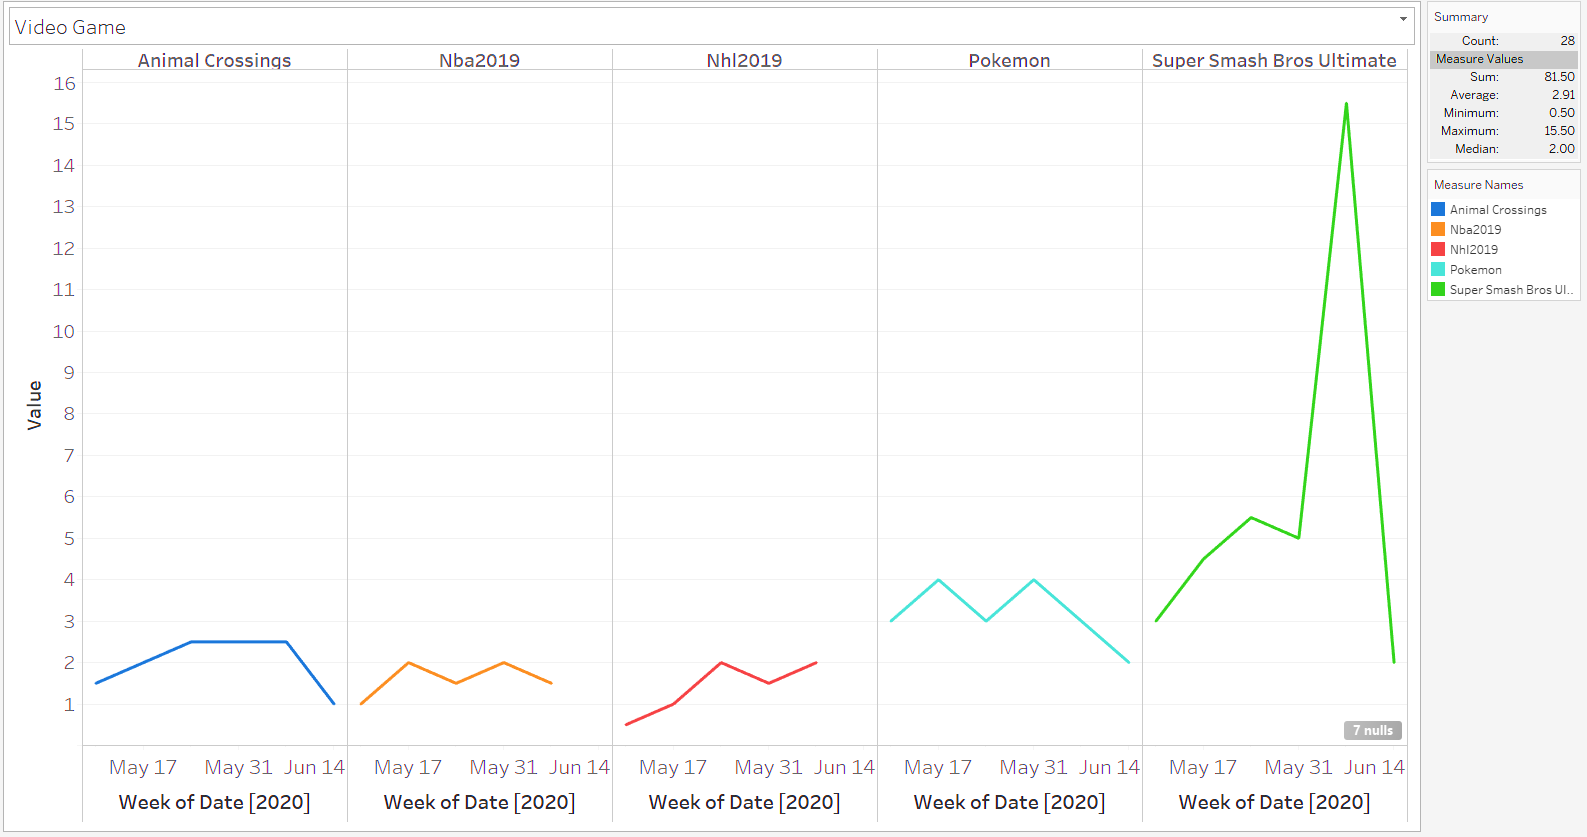 Video Game
Animal Crossings Nba2019 Nhl2019 Pokemon Super Smash Bros Ultimate
16
15
14
13
12
11
10
9
8
7
6
5
4
3
2
1
Value
7 nulls
May 17 May 31 Jun 14 May 17 May 31 Jun 14 May 17 May 31 Jun 14 May 17 May 31 Jun 14 May 17 May 31 Jun 14
Week of Date [2020] Week of Date [2020] Week of Date [2020] Week of Date [2020] Week of Date [2020]
Summary
Count: 28
Measure Values
Sum: 81.50
Average: 2.91
Minimum: 0.50
Maximum: 15.50
Median: 2.00
Measure Names
Animal Crossings
Nba2019
Nhl2019
Pokemon
Super Smash Bros Ul..